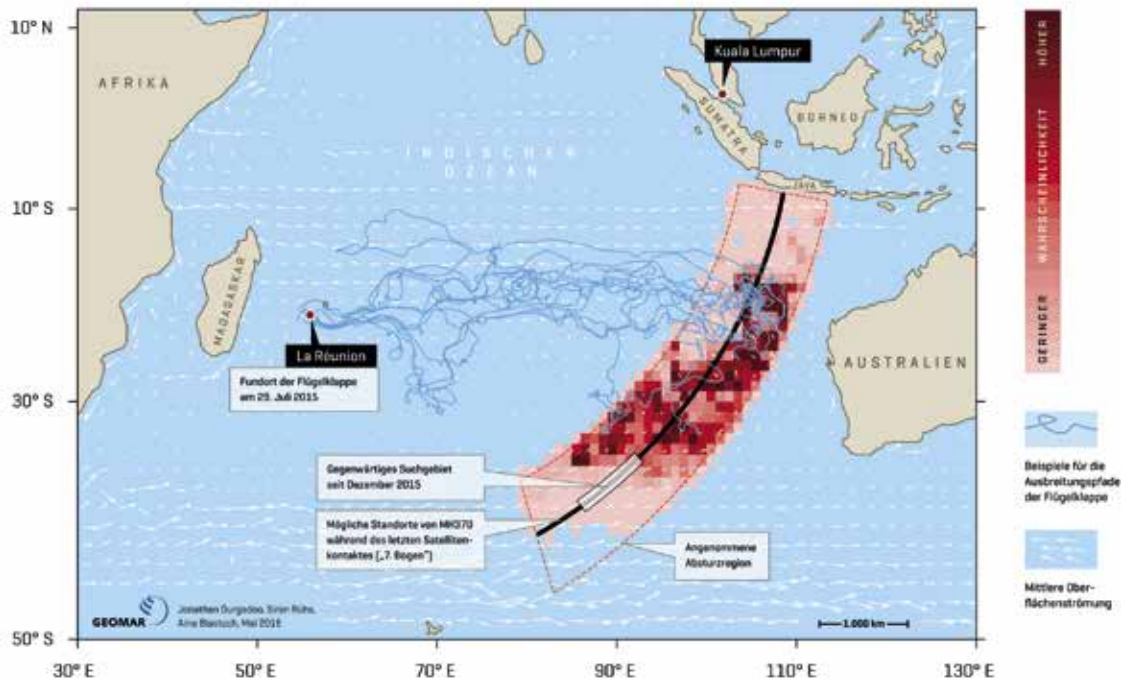 10° N
AFRIKA
Kuala Lumpur
SUMATRA
BORNEO
INDISCHER
OZEAN
JAVA
10° S
MADAGASKAR
La Réunion
Fundort der Flügelklappe
am 29. Juli 2015
AUSTRALIEN
30° S
Gegenwärtiges Suchgebiet
seit Dezember 2015
Mögliche Standorte von MH370
während des letzten Satelliten-
kontaktes („7. Bogen")
Angenommene
Absturzregion
GEOMAR
Jonathan Durgadoo, Siren Rühs,
Arne Biastoch, Mai 2016
1.000 km
50° S
30° E
50° E
70° E
90° E
110° E
130° E
HÖHER
WAHRSCHEINLICHKEIT
GERINGER
Beispiele für die
Ausbreitungspfade
der Flügelklappe
Mittlere Ober-
flächenströmung